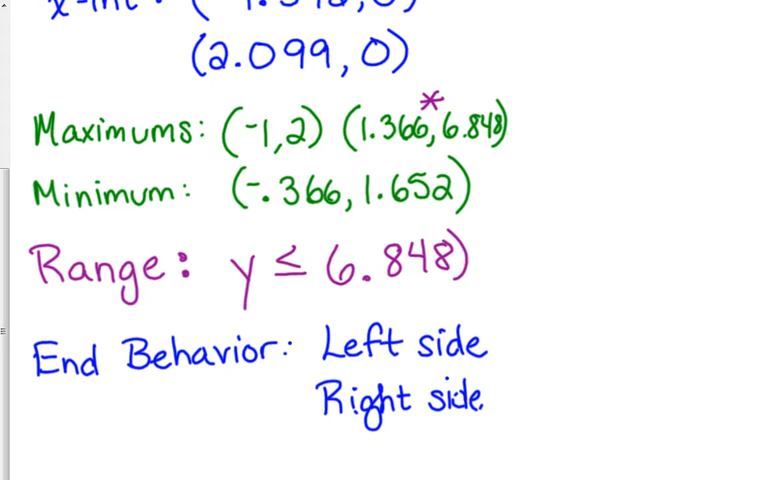 (2.099, 0)
Maximums: (-1, 2) (1.366, 6.848) *
Minimum: (-.366, 1.652)
Range: y ≤ 6.848)
End Behavior: Left side
Right side